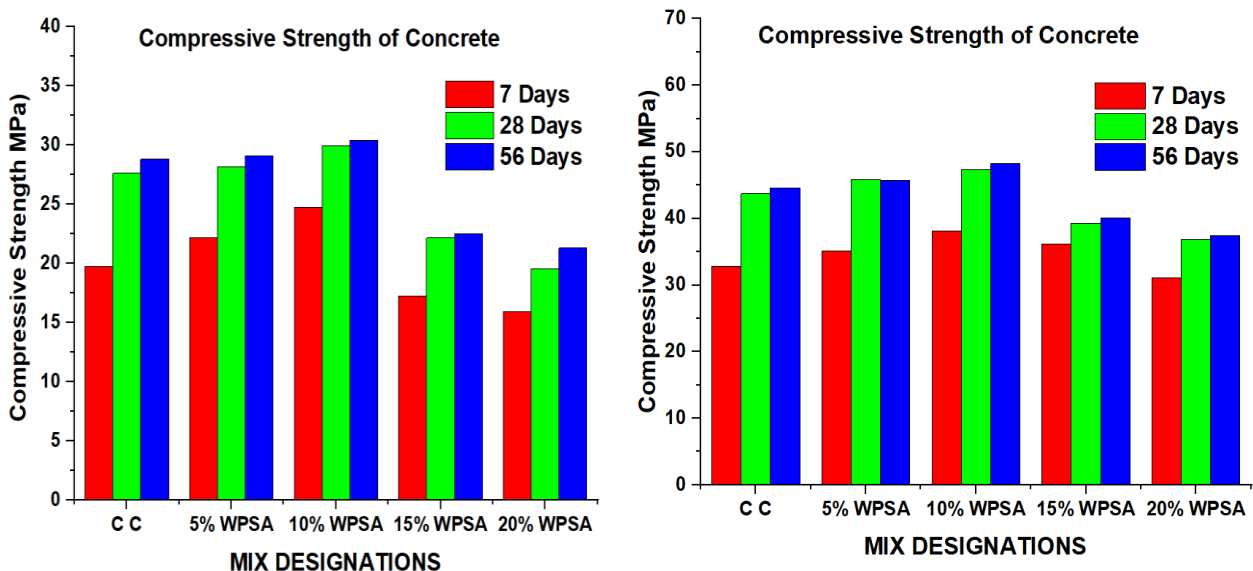 Compressive Strength of Concrete
7 Days
28 Days
56 Days
Compressive Strength MPa)
40
35
30
25
20
15
10
5
0
C C 5% WPSA 10% WPSA 15% WPSA 20% WPSA
MIX DESIGNATIONS
Compressive Strength of Concrete
7 Days
28 Days
56 Days
Compressive Strength MPa)
70
60
50
40
30
20
10
0
C C 5% WPSA 10% WPSA 15% WPSA 20% WPSA
MIX DESIGNATIONS